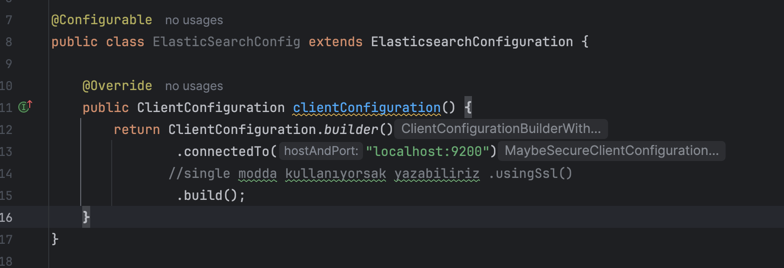 7 @Configurable no usages
8 public class ElasticSearchConfig extends ElasticsearchConfiguration {
9
10 @Override no usages
11 public ClientConfiguration clientConfiguration() {
12 return ClientConfiguration.builder() ClientConfigurationBuilderWith...
13 .connectedTo( hostAndPort: "localhost:9200") MaybeSecureClientConfiguration...
14 //single modda kullanıyorsak yazabiliriz .usingSsl()
15 .build();
16 }
17 }
18